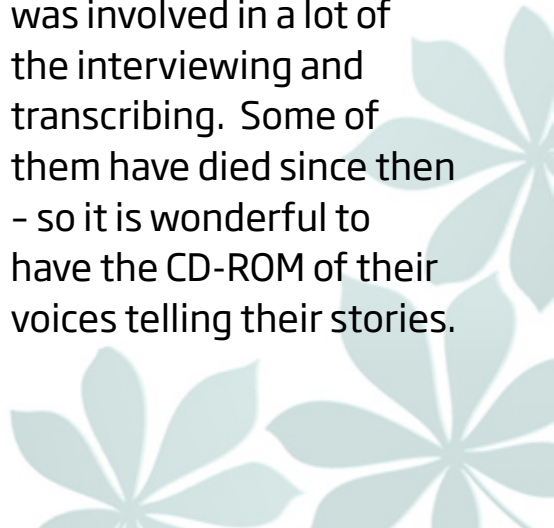 was involved in a lot of
the interviewing and
transcribing.  Some of
them have died since then
– so it is wonderful to
have the CD-ROM of their
voices telling their stories.